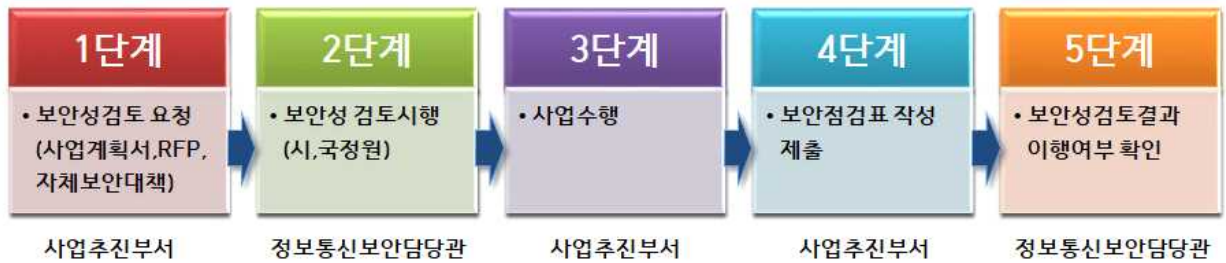 1단계
• 보안성검토 요청
(사업계획서,RFP,
자체보안대책)
사업추진부서
2단계
• 보안성 검토시행
(시,국정원)
정보통신보안담당관
3단계
• 사업수행
사업추진부서
4단계
• 보안점검표 작성
제출
사업추진부서
5단계
• 보안성검토결과
이행여부 확인
정보통신보안담당관